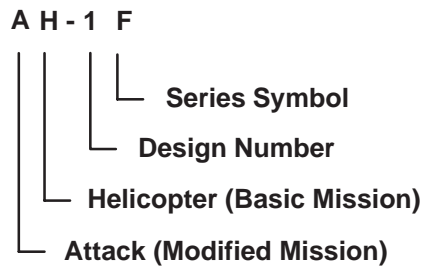 A H - 1 F
Series Symbol
Design Number
Helicopter (Basic Mission)
Attack (Modified Mission)